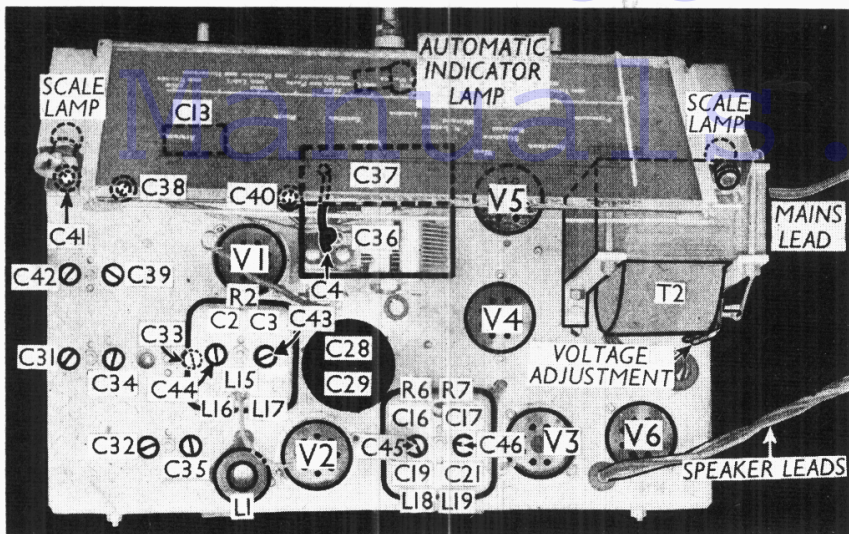 Manuals.
AUTOMATIC
INDICATOR
LAMP
SCALE
LAMP
SCALE
LAMP
C13
C37
C38
C40
V5
C41
C36
MAINS
LEAD
V1
C4
C42
C39
R2
T2
C2 C3 C43
V4
C33
C28
VOLTAGE
ADJUSTMENT
C31
C34
C44
L15
C29
L16 L17
R6 R7
C16 C17
C32
C35
V2
C45
C46
V3
V6
C19 C21
SPEAKER LEADS
L1
L18 L19